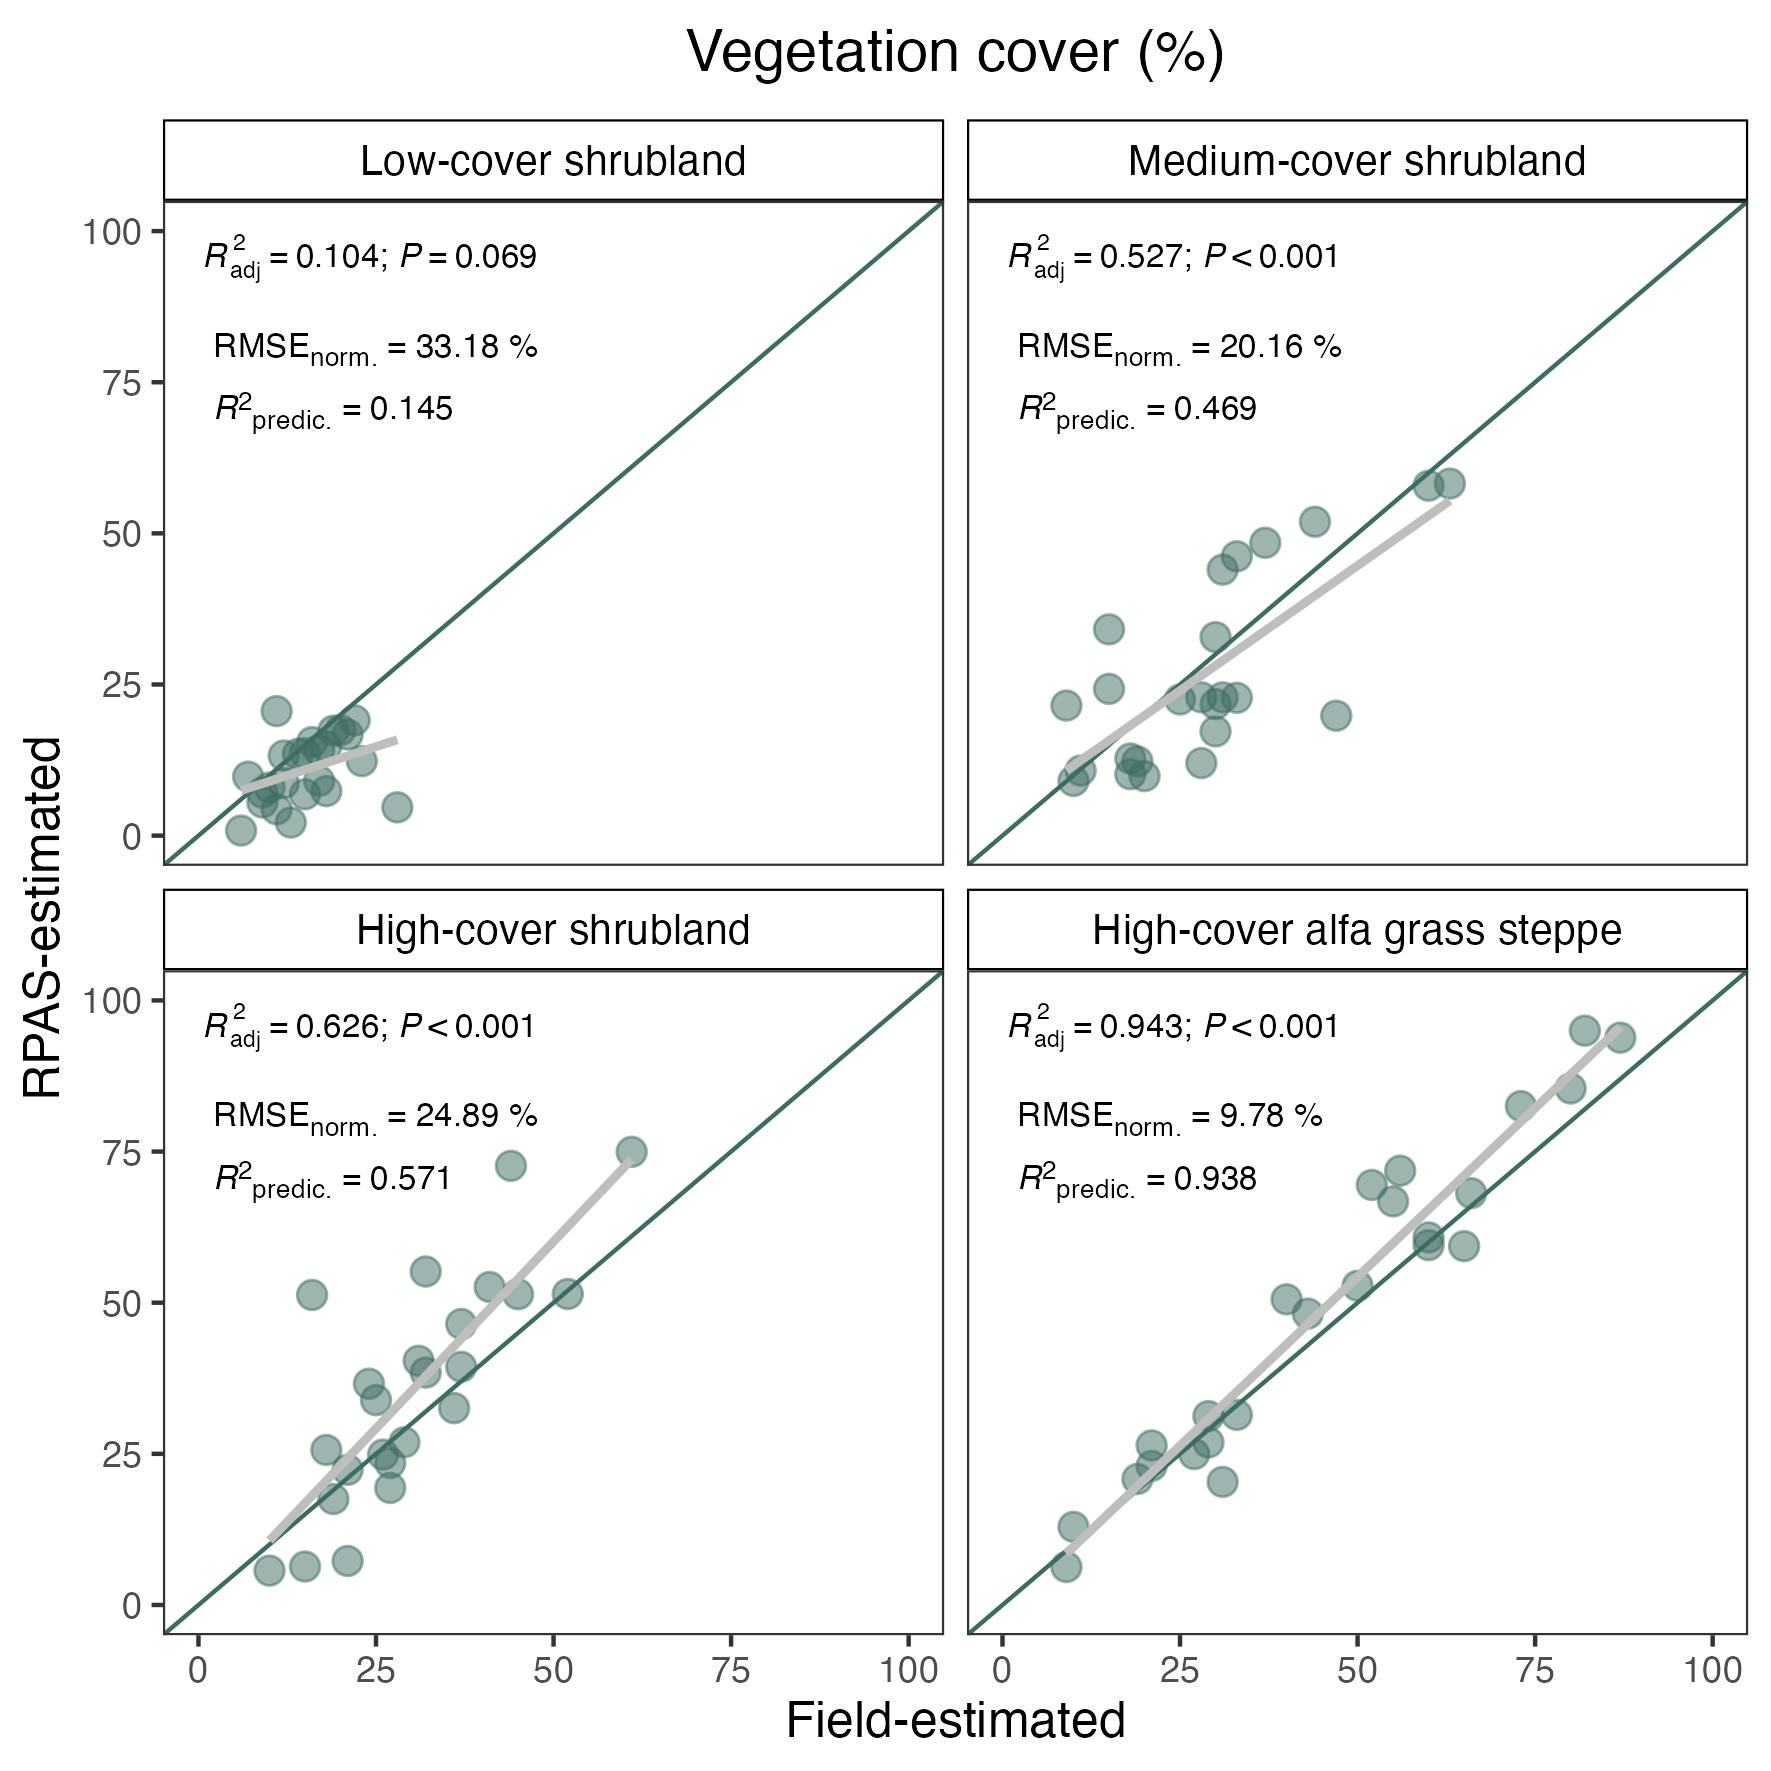 Vegetation cover (%)
Low-cover shrubland
R²adj = 0.104; P = 0.069
RMSEnorm. = 33.18 %
R²predic. = 0.145
100
75
50
25
0
Medium-cover shrubland
R²adj = 0.527; P < 0.001
RMSEnorm. = 20.16 %
R²predic. = 0.469
RPAS-estimated
High-cover shrubland
R²adj = 0.626; P < 0.001
RMSEnorm. = 24.89 %
R²predic. = 0.571
100
75
50
25
0
0 25 50 75 100
High-cover alfa grass steppe
R²adj = 0.943; P < 0.001
RMSEnorm. = 9.78 %
R²predic. = 0.938
0 25 50 75 100
Field-estimated